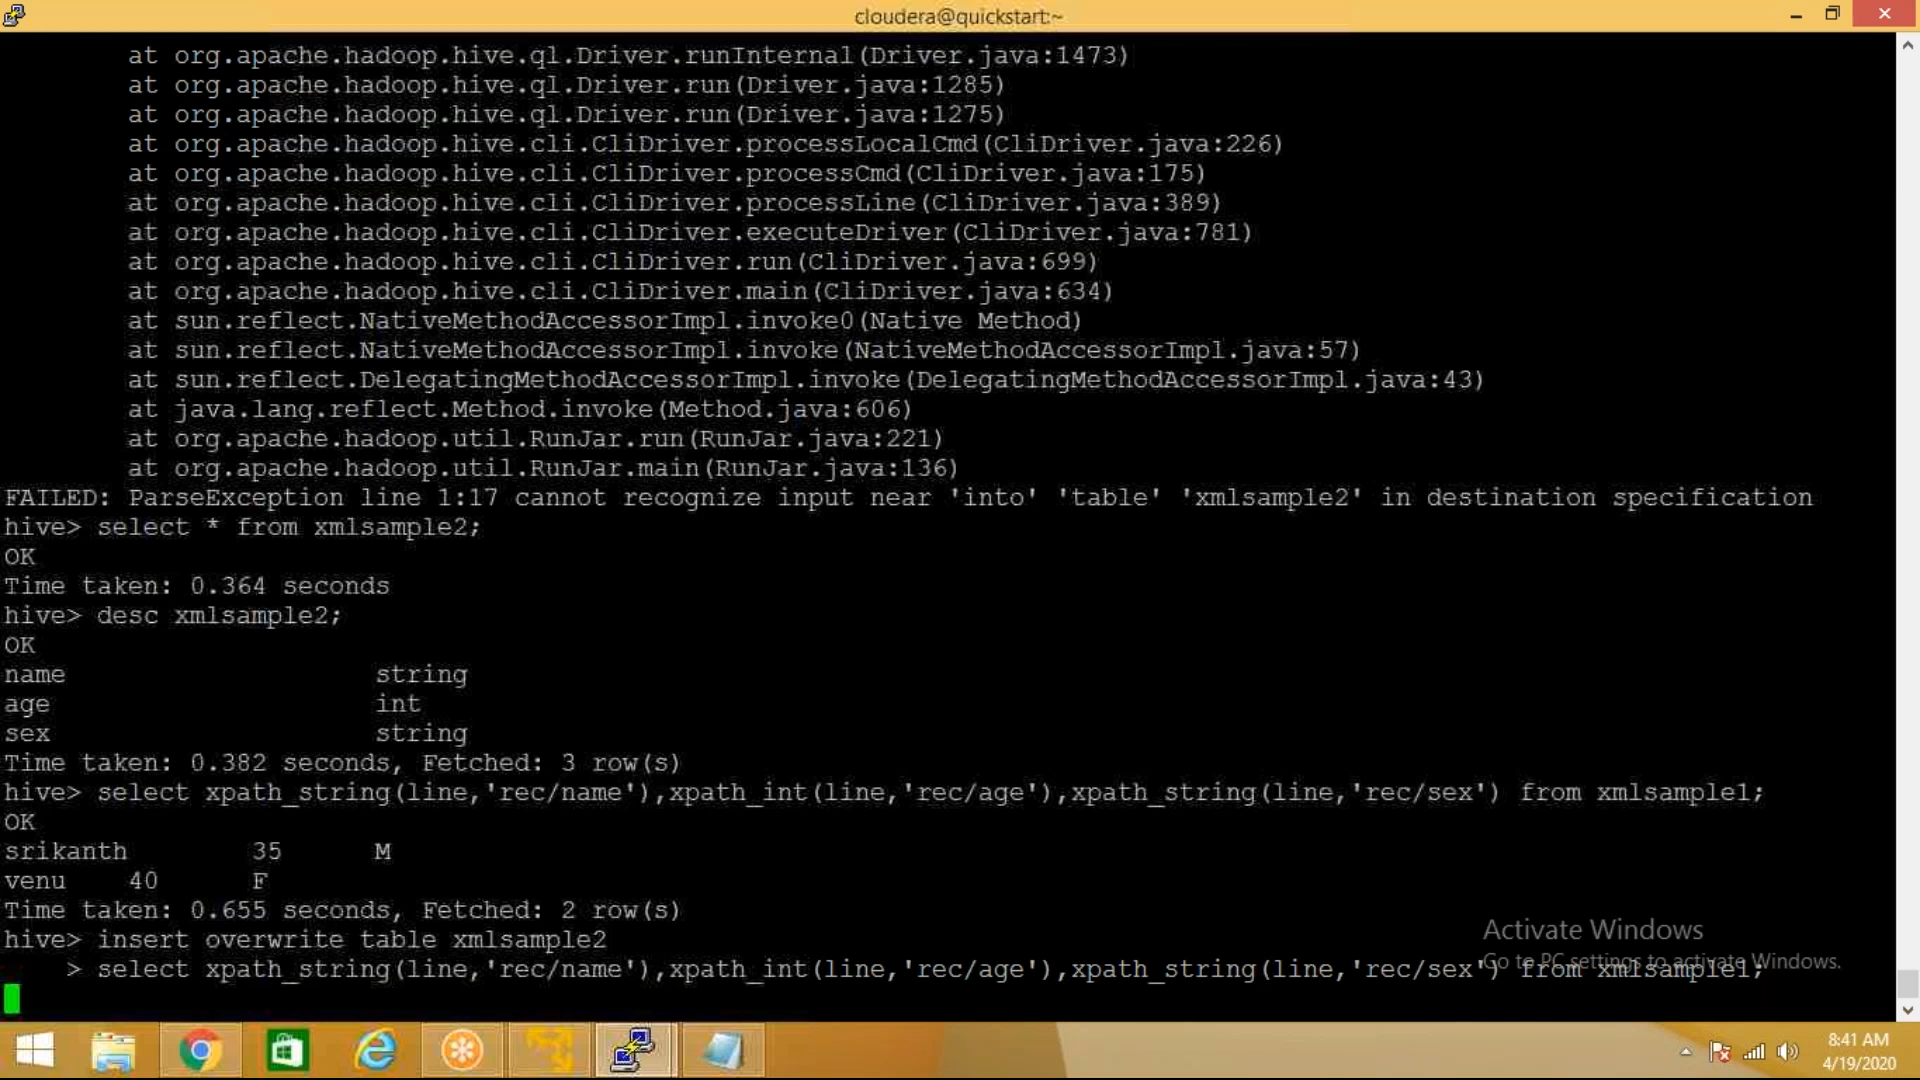 cloudera@quickstart:~
at org.apache.hadoop.hive.ql.Driver.runInternal(Driver.java:1473)
at org.apache.hadoop.hive.ql.Driver.run(Driver.java:1285)
at org.apache.hadoop.hive.ql.Driver.run(Driver.java:1275)
at org.apache.hadoop.hive.cli.CliDriver.processLocalCmd(CliDriver.java:226)
at org.apache.hadoop.hive.cli.CliDriver.processCmd(CliDriver.java:175)
at org.apache.hadoop.hive.cli.CliDriver.processLine(CliDriver.java:389)
at org.apache.hadoop.hive.cli.CliDriver.executeDriver(CliDriver.java:781)
at org.apache.hadoop.hive.cli.CliDriver.run(CliDriver.java:699)
at org.apache.hadoop.hive.cli.CliDriver.main(CliDriver.java:634)
at sun.reflect.NativeMethodAccessorImpl.invoke0(Native Method)
at sun.reflect.NativeMethodAccessorImpl.invoke(NativeMethodAccessorImpl.java:57)
at sun.reflect.DelegatingMethodAccessorImpl.invoke(DelegatingMethodAccessorImpl.java:43)
at java.lang.reflect.Method.invoke(Method.java:606)
at org.apache.hadoop.util.RunJar.run(RunJar.java:221)
at org.apache.hadoop.util.RunJar.main(RunJar.java:136)
FAILED: ParseException line 1:17 cannot recognize input near 'into' 'table' 'xmlsample2' in destination specification
hive> select * from xmlsample2;
OK
Time taken: 0.364 seconds
hive> desc xmlsample2;
OK
name string
age int
sex string
Time taken: 0.382 seconds, Fetched: 3 row(s)
hive> select xpath_string(line,'rec/name'),xpath_int(line,'rec/age'),xpath_string(line,'rec/sex') from xmlsample1;
OK
srikanth 35 M
venu 40 F
Time taken: 0.655 seconds, Fetched: 2 row(s)
hive> insert overwrite table xmlsample2
> select xpath_string(line,'rec/name'),xpath_int(line,'rec/age'),xpath_string(line,'rec/sex') from xmlsample1;
Activate Windows
Go to PC settings to activate Windows.
8:41 AM
4/19/2020